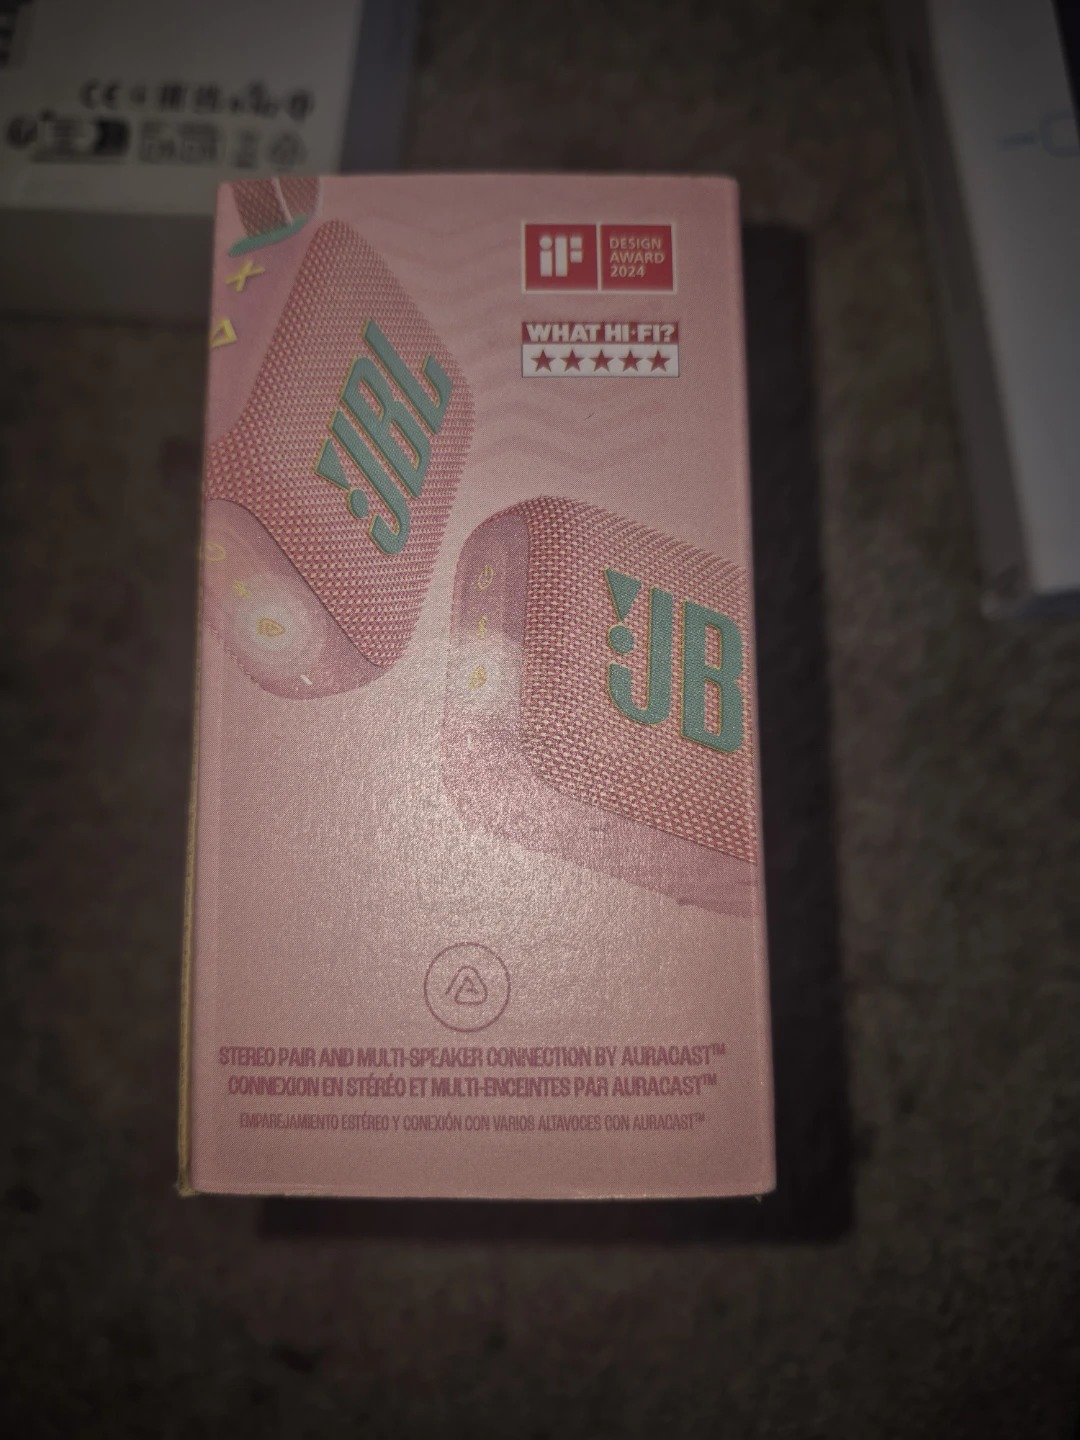 CE
iF DESIGN
AWARD
2024
WHAT HI-FI?
JBL
JB
STEREO PAIR AND MULTI-SPEAKER CONNECTION BY AURACAST™
CONNEXION EN STÉRÉO ET MULTI-ENCEINTES PAR AURACAST™
EMPAREJAMIENTO ESTÉREO Y CONEXIÓN CON VARIOS ALTAVOCES CON AURACAST™